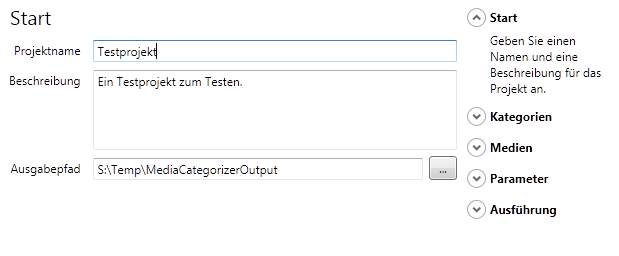 Start
Projektname
Testprojekt
Beschreibung
Ein Testprojekt zum Testen.
Ausgabepfad
S:\Temp\MediaCategorizerOutput
...
Start
Geben Sie einen
Namen und eine
Beschreibung für das
Projekt an.
Kategorien
Medien
Parameter
Ausführung